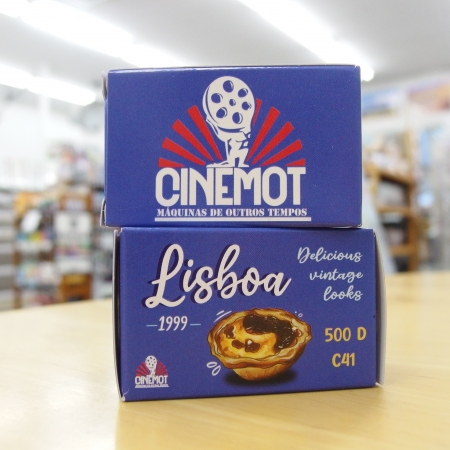 CINEMOT
MÁQUINAS DE OUTROS TEMPOS
Lisboa
—1999—
Delicious
vintage
looks
500 D
C41
CINEMOT